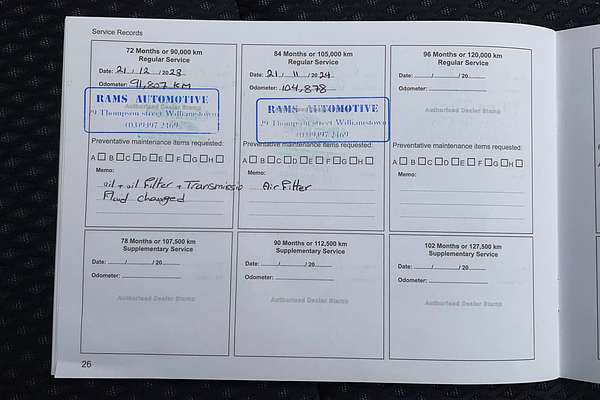 Service Records
72 Months or 90,000 km
Regular Service
Date: 21 / 12 / 2023
Odometer: 91,807 KM
RAMS AUTOMOTIVE
Authorised Dealer Stamp
29 Thompson street Williamstown
(03)9397 2469
Preventative maintenance items requested:
A B C D E F G H
Memo:
oil + oil Filter + Transmissio
Fluid changed
84 Months or 105,000 km
Regular Service
Date: 21 / 11 / 2024
Odometer: 104,878
RAMS AUTOMOTIVE
Authorised Dealer Stamp
29 Thompson street Williamstown
(03)9397 2469
Preventative maintenance items requested:
A B C D E F G H
Memo:
Air Filter
96 Months or 120,000 km
Regular Service
Date: / / 20
Odometer:
Authorised Dealer Stamp
Preventative maintenance items requested:
A B C D E F G H
Memo:
78 Months or 107,500 km
Supplementary Service
Date: / / 20
Odometer:
Authorised Dealer Stamp
90 Months or 112,500 km
Supplementary Service
Date: / / 20
Odometer:
Authorised Dealer Stamp
102 Months or 127,500 km
Supplementary Service
Date: / / 20
Odometer:
Authorised Dealer Stamp
26